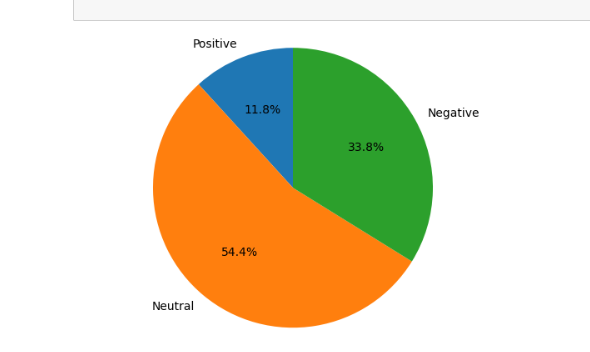 Positive
11.8%
Negative
33.8%
54.4%
Neutral